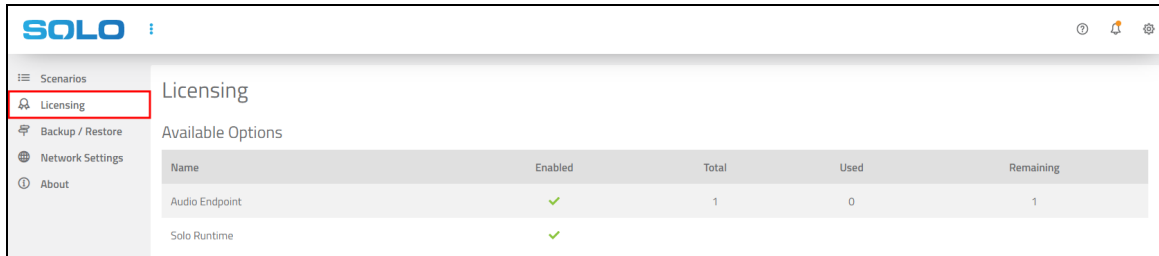 SOLO
Scenarios
Licensing
Backup / Restore
Network Settings
About
Licensing
Available Options
Name Enabled Total Used Remaining
Audio Endpoint 1 0 1
Solo Runtime